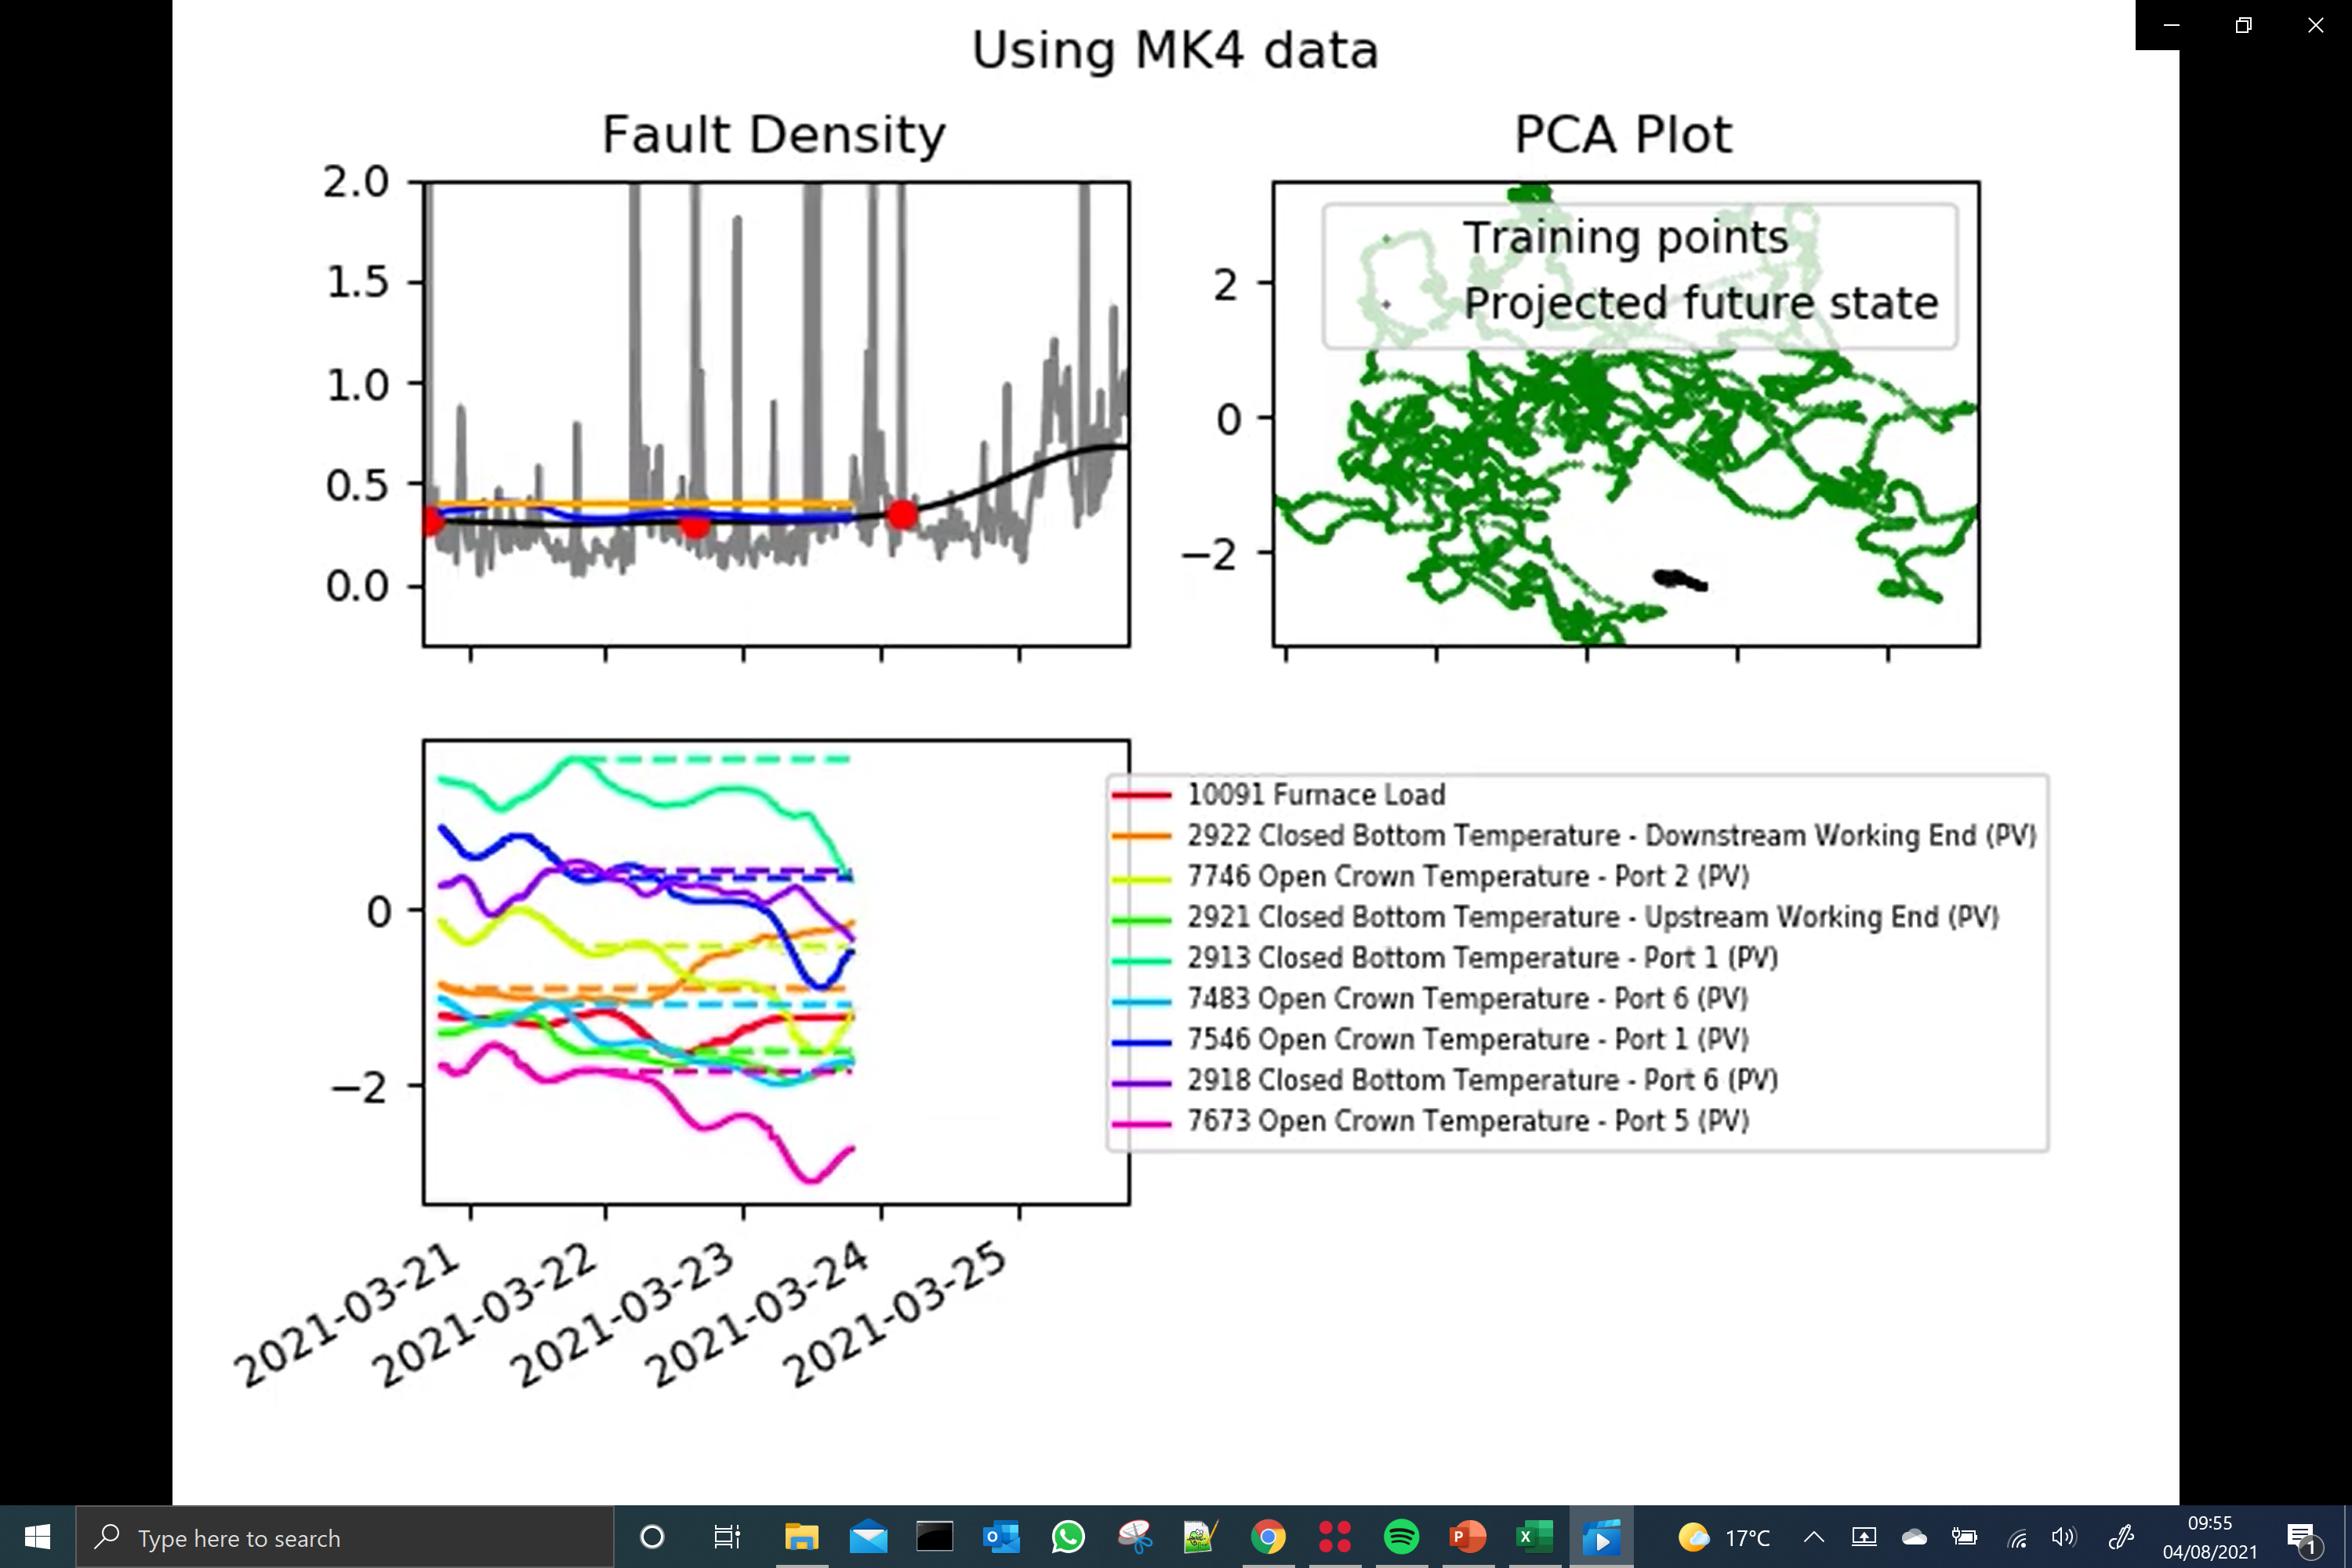 Using MK4 data
Fault Density
2.0
1.5
1.0
0.5
0.0
PCA Plot
Training points
Projected future state
2
0
−2
0
−2
2021-03-21
2021-03-22
2021-03-23
2021-03-24
2021-03-25
10091 Furnace Load
2922 Closed Bottom Temperature - Downstream Working End (PV)
7746 Open Crown Temperature - Port 2 (PV)
2921 Closed Bottom Temperature - Upstream Working End (PV)
2913 Closed Bottom Temperature - Port 1 (PV)
7483 Open Crown Temperature - Port 6 (PV)
7546 Open Crown Temperature - Port 1 (PV)
2918 Closed Bottom Temperature - Port 6 (PV)
7673 Open Crown Temperature - Port 5 (PV)
Type here to search
17°C
09:55
04/08/2021
1